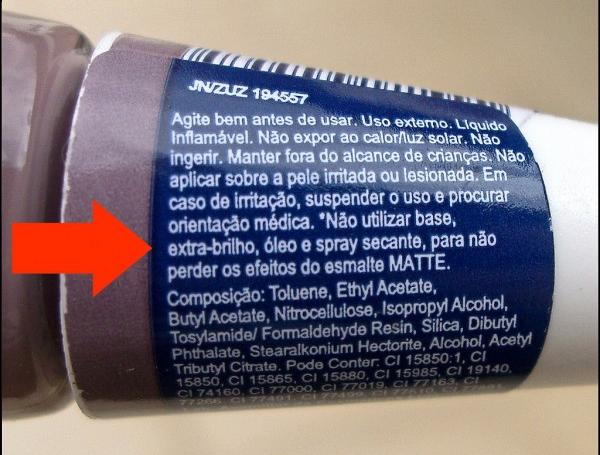 JN/ZUZ 194557
Agite bem antes de usar. Uso externo. Líquido
Inflamável. Não expor ao calor/luz solar. Não
ingerir. Manter fora do alcance de crianças. Não
aplicar sobre a pele irritada ou lesionada. Em
caso de irritação, suspender o uso e procurar
orientação médica. *Não utilizar base,
extra-brilho, óleo e spray secante, para não
perder os efeitos do esmalte MATTE.
Composição: Toluene, Ethyl Acetate,
Butyl Acetate, Nitrocellulose, Isopropyl Alcohol,
Tosylamide/ Formaldehyde Resin, Silica, Dibutyl
Phthalate, Stearalkonium Hectorite, Alcohol, Acetyl
Tributyl Citrate. Pode Conter: CI 15850:1, CI
15850, CI 15865, CI 15880, CI 15985, CI 19140,
CI 74160, CI 77000, CI 77019, CI 77163, CI
77266, CI 77491, CI 77499,